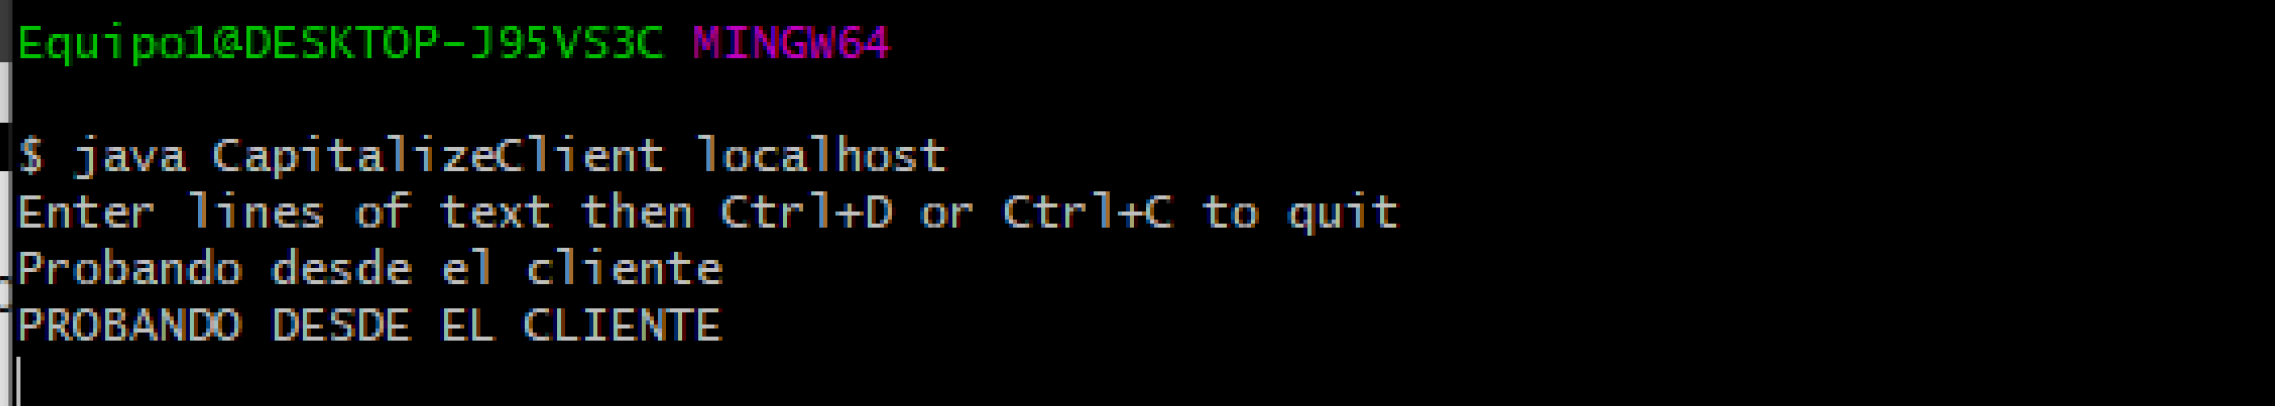 Equipo1@DESKTOP-J95VS3C MINGW64
$ java CapitalizeClient localhost
Enter lines of text then Ctrl+D or Ctrl+C to quit
Probando desde el cliente
PROBANDO DESDE EL CLIENTE